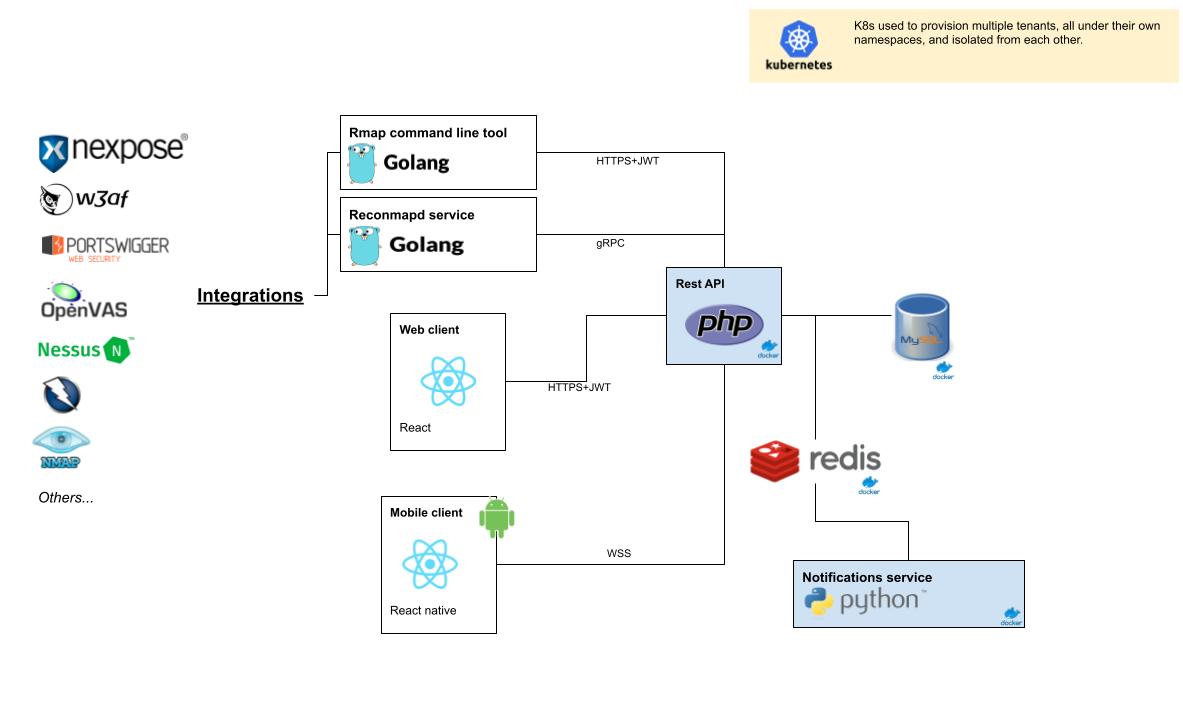 K8s used to provision multiple tenants, all under their own
namespaces, and isolated from each other.
kubernetes
nexpose®
w3af
PORTSWIGGER
WEB SECURITY
OpenVAS
Nessus N ™
NMAP
Others...
Integrations
Rmap command line tool
Golang
HTTPS+JWT
Reconmapd service
Golang
gRPC
Rest API
php
docker
Web client
React
HTTPS+JWT
MySQL
docker
redis
docker
Mobile client
React native
WSS
Notifications service
python™
docker